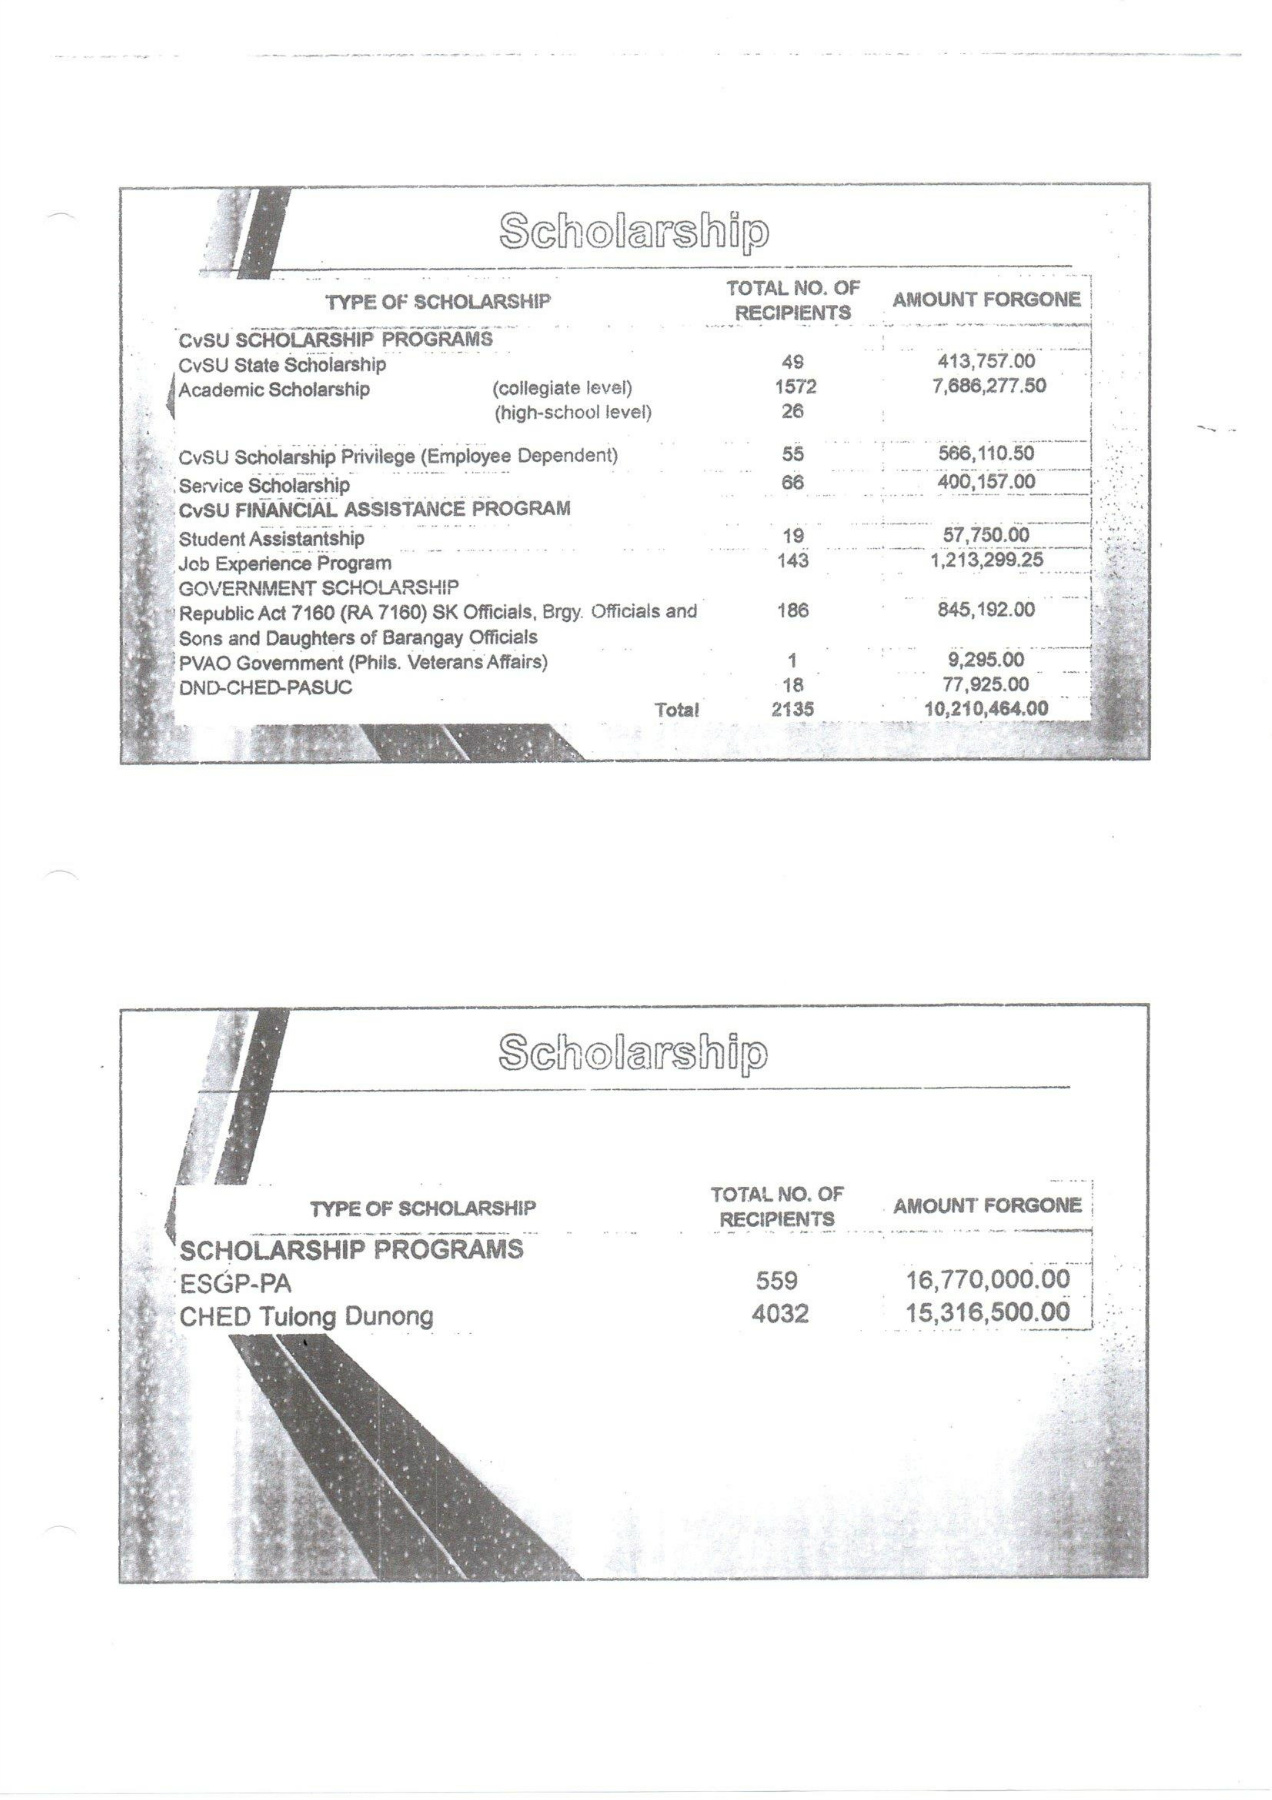 Scholarship
TYPE OF SCHOLARSHIP TOTAL NO. OF RECIPIENTS AMOUNT FORGONE
CvSU SCHOLARSHIP PROGRAMS
CvSU State Scholarship 49 413,757.00
Academic Scholarship (collegiate level) 1572 7,686,277.50
(high-school level) 26
CvSU Scholarship Privilege (Employee Dependent) 55 566,110.50
Service Scholarship 66 400,157.00
CvSU FINANCIAL ASSISTANCE PROGRAM
Student Assistantship 19 57,750.00
Job Experience Program 143 1,213,299.25
GOVERNMENT SCHOLARSHIP
Republic Act 7160 (RA 7160) SK Officials, Brgy. Officials and 186 845,192.00
Sons and Daughters of Barangay Officials
PVAO Government (Phils. Veterans Affairs) 1 9,295.00
DND-CHED-PASUC 18 77,925.00
Total 2135 10,210,464.00
Scholarship
TYPE OF SCHOLARSHIP TOTAL NO. OF RECIPIENTS AMOUNT FORGONE
SCHOLARSHIP PROGRAMS
ESGP-PA 559 16,770,000.00
CHED Tulong Dunong 4032 15,316,500.00